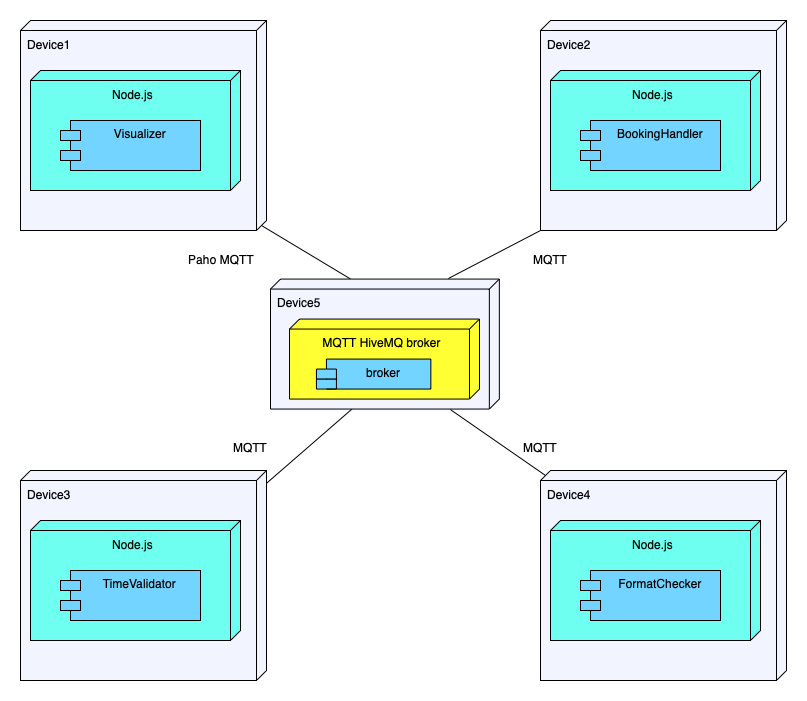 Device1
Node.js
Visualizer
Device2
Node.js
BookingHandler
Paho MQTT
MQTT
Device5
MQTT HiveMQ broker
broker
MQTT
MQTT
Device3
Node.js
TimeValidator
Device4
Node.js
FormatChecker